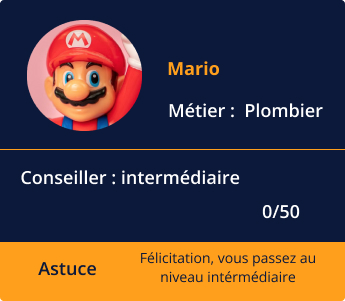 M
Mario
Métier : Plombier
Conseiller : intermédiaire
0/50
Astuce
Félicitation, vous passez au
niveau intérmédiaire